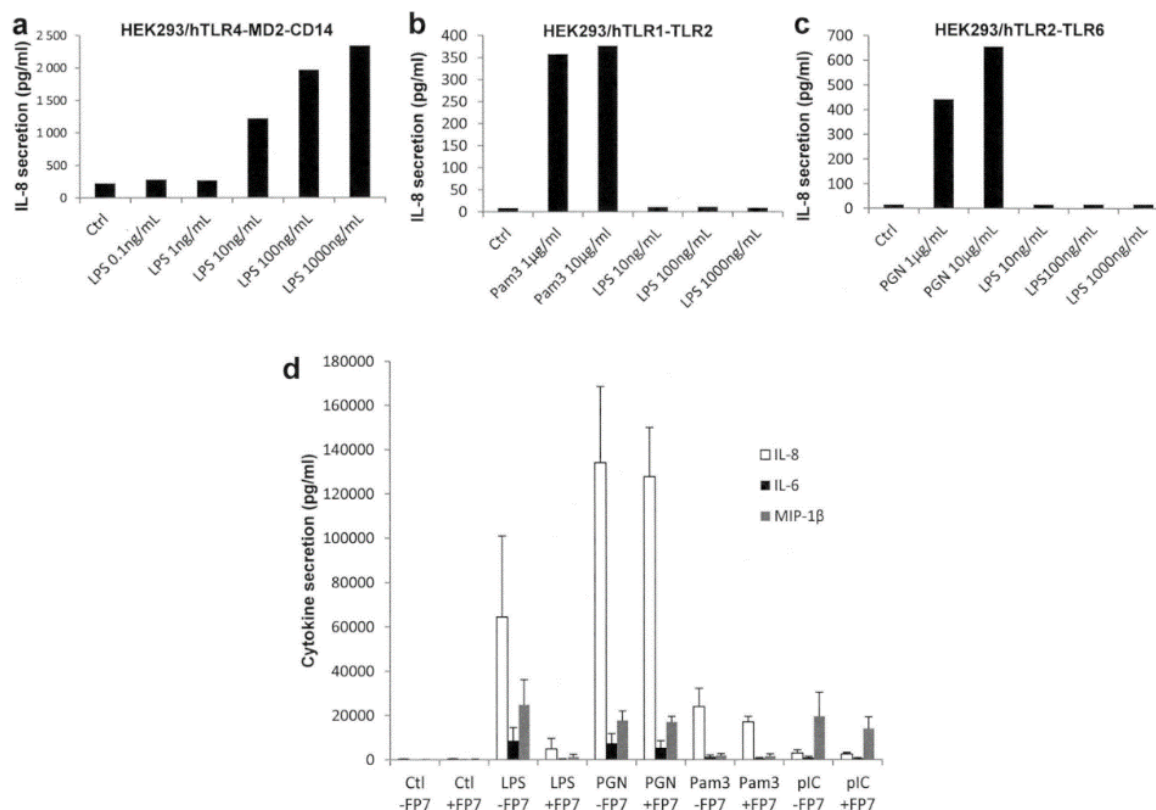 a
HEK293/hTLR4-MD2-CD14
IL-8 secretion (pg/ml)
2 500
2 000
1 500
1 000
500
0
Ctrl
LPS 0.1ng/mL
LPS 1ng/mL
LPS 10ng/mL
LPS 100ng/mL
LPS 1000ng/mL
b
HEK293/hTLR1-TLR2
IL-8 secretion (pg/ml)
400
350
300
250
200
150
100
50
0
Ctrl
Pam3 1µg/ml
Pam3 10µg/ml
LPS 10ng/mL
LPS 100ng/mL
LPS 1000ng/mL
c
HEK293/hTLR2-TLR6
IL-8 secretion (pg/ml)
700
600
500
400
300
200
100
0
Ctrl
PGN 1µg/mL
PGN 10µg/mL
LPS 10ng/mL
LPS100ng/mL
LPS 1000ng/mL
d
Cytokine secretion (pg/ml)
180000
160000
140000
120000
100000
80000
60000
40000
20000
0
IL-8
IL-6
MIP-1β
Ctl Ctl LPS LPS PGN PGN Pam3 Pam3 pIC pIC
-FP7 +FP7 -FP7 +FP7 -FP7 +FP7 -FP7 +FP7 -FP7 +FP7